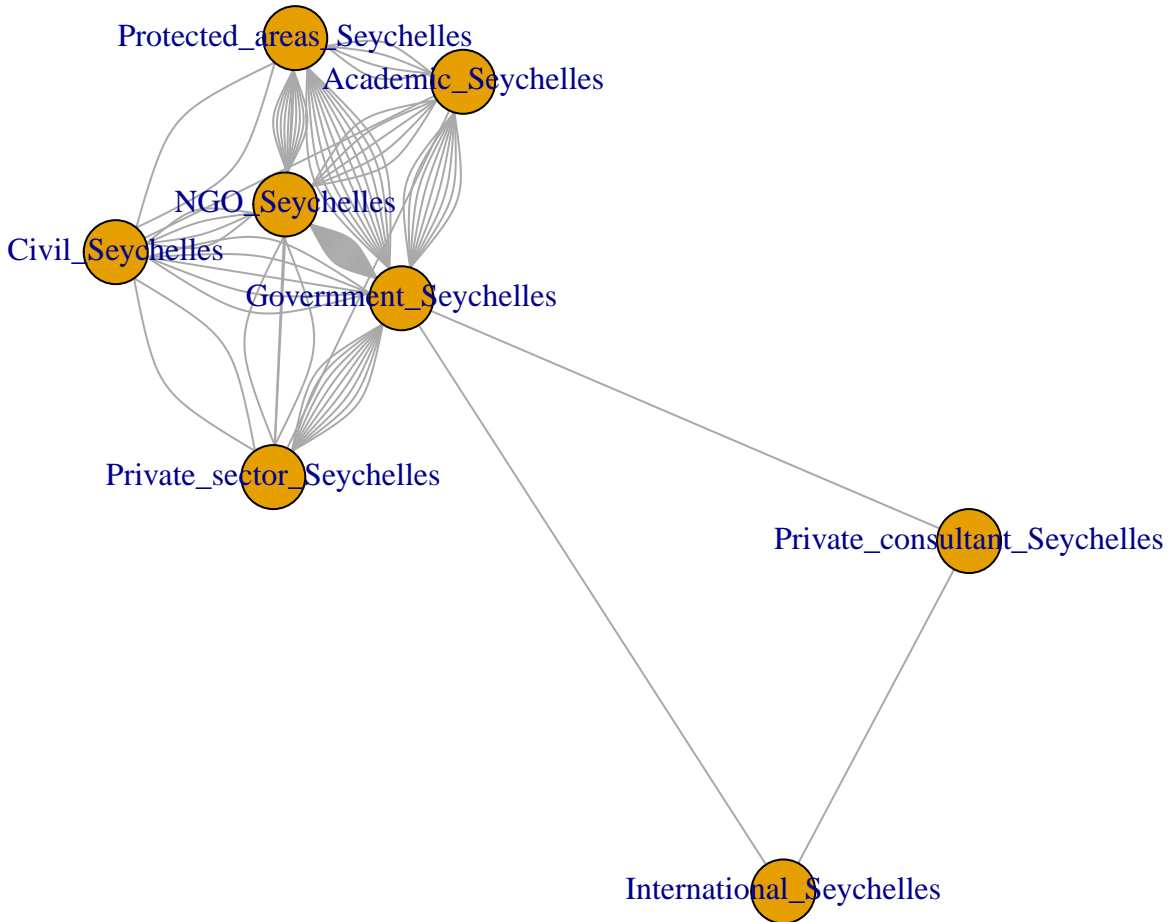 Protected_areas_Seychelles
Academic_Seychelles
NGO_Seychelles
Civil_Seychelles
Government_Seychelles
Private_sector_Seychelles
Private_consultant_Seychelles
International_Seychelles